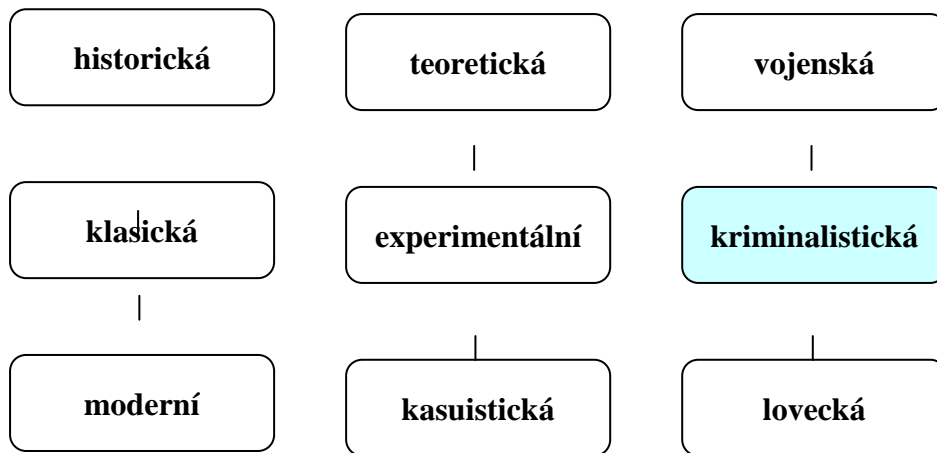 historická
teoretická
vojenská
klasická
experimentální
kriminalistická
moderní
kasuistická
lovecká